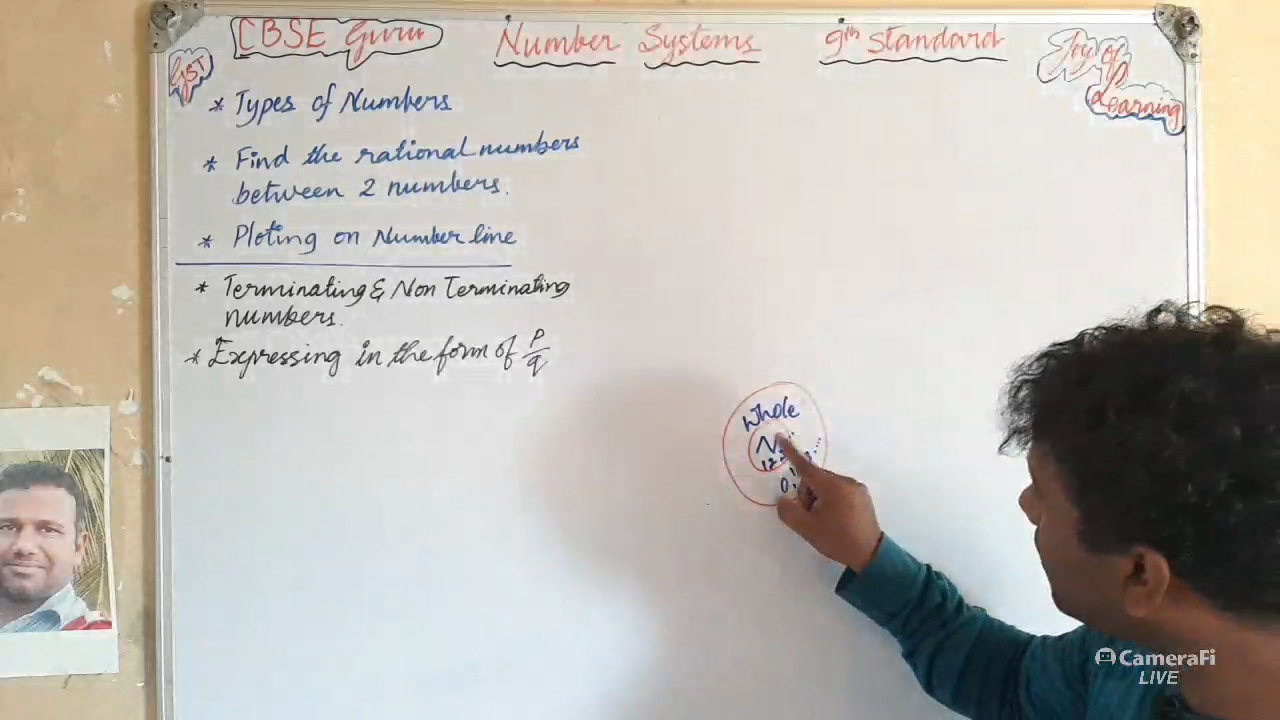 CBSE Guru Number Systems 9th Standard
GST
Joy of
Learning
* Types of Numbers
* Find the rational numbers
between 2 numbers.
* Ploting on Number line
* Terminating & Non Terminating
numbers.
* Expressing in the form of P/q
Whole
N
CameraFi
LIVE